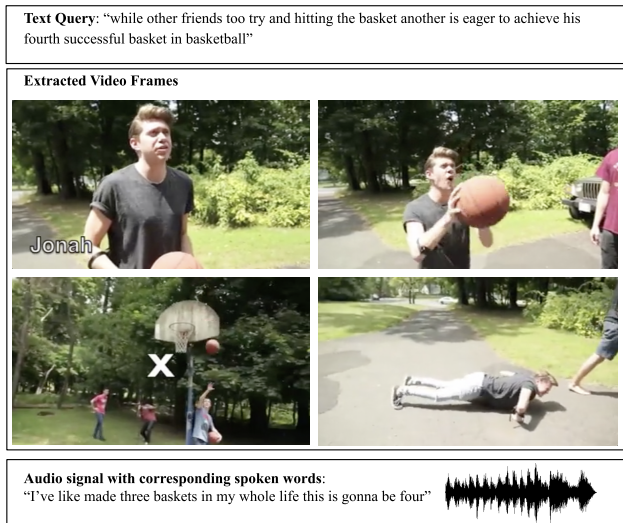 Text Query: “while other friends too try and hitting the basket another is eager to achieve his
fourth successful basket in basketball”
Extracted Video Frames
Jonah
X
Audio signal with corresponding spoken words:
“I’ve like made three baskets in my whole life this is gonna be four”